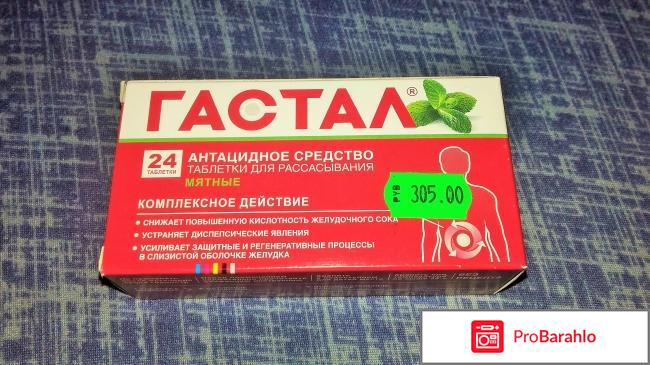 ГАСТАЛ®
24
ТАБЛЕТКИ
АНТАЦИДНОЕ СРЕДСТВО
ТАБЛЕТКИ ДЛЯ РАССАСЫВАНИЯ
МЯТНЫЕ
РУБ 305.00
КОМПЛЕКСНОЕ ДЕЙСТВИЕ
• СНИЖАЕТ ПОВЫШЕННУЮ КИСЛОТНОСТЬ ЖЕЛУДОЧНОГО СОКА
• УСТРАНЯЕТ ДИСПЕПСИЧЕСКИЕ ЯВЛЕНИЯ
• УСИЛИВАЕТ ЗАЩИТНЫЕ И РЕГЕНЕРАТИВНЫЕ ПРОЦЕССЫ
В СЛИЗИСТОЙ ОБОЛОЧКЕ ЖЕЛУДКА
ProBarahlo